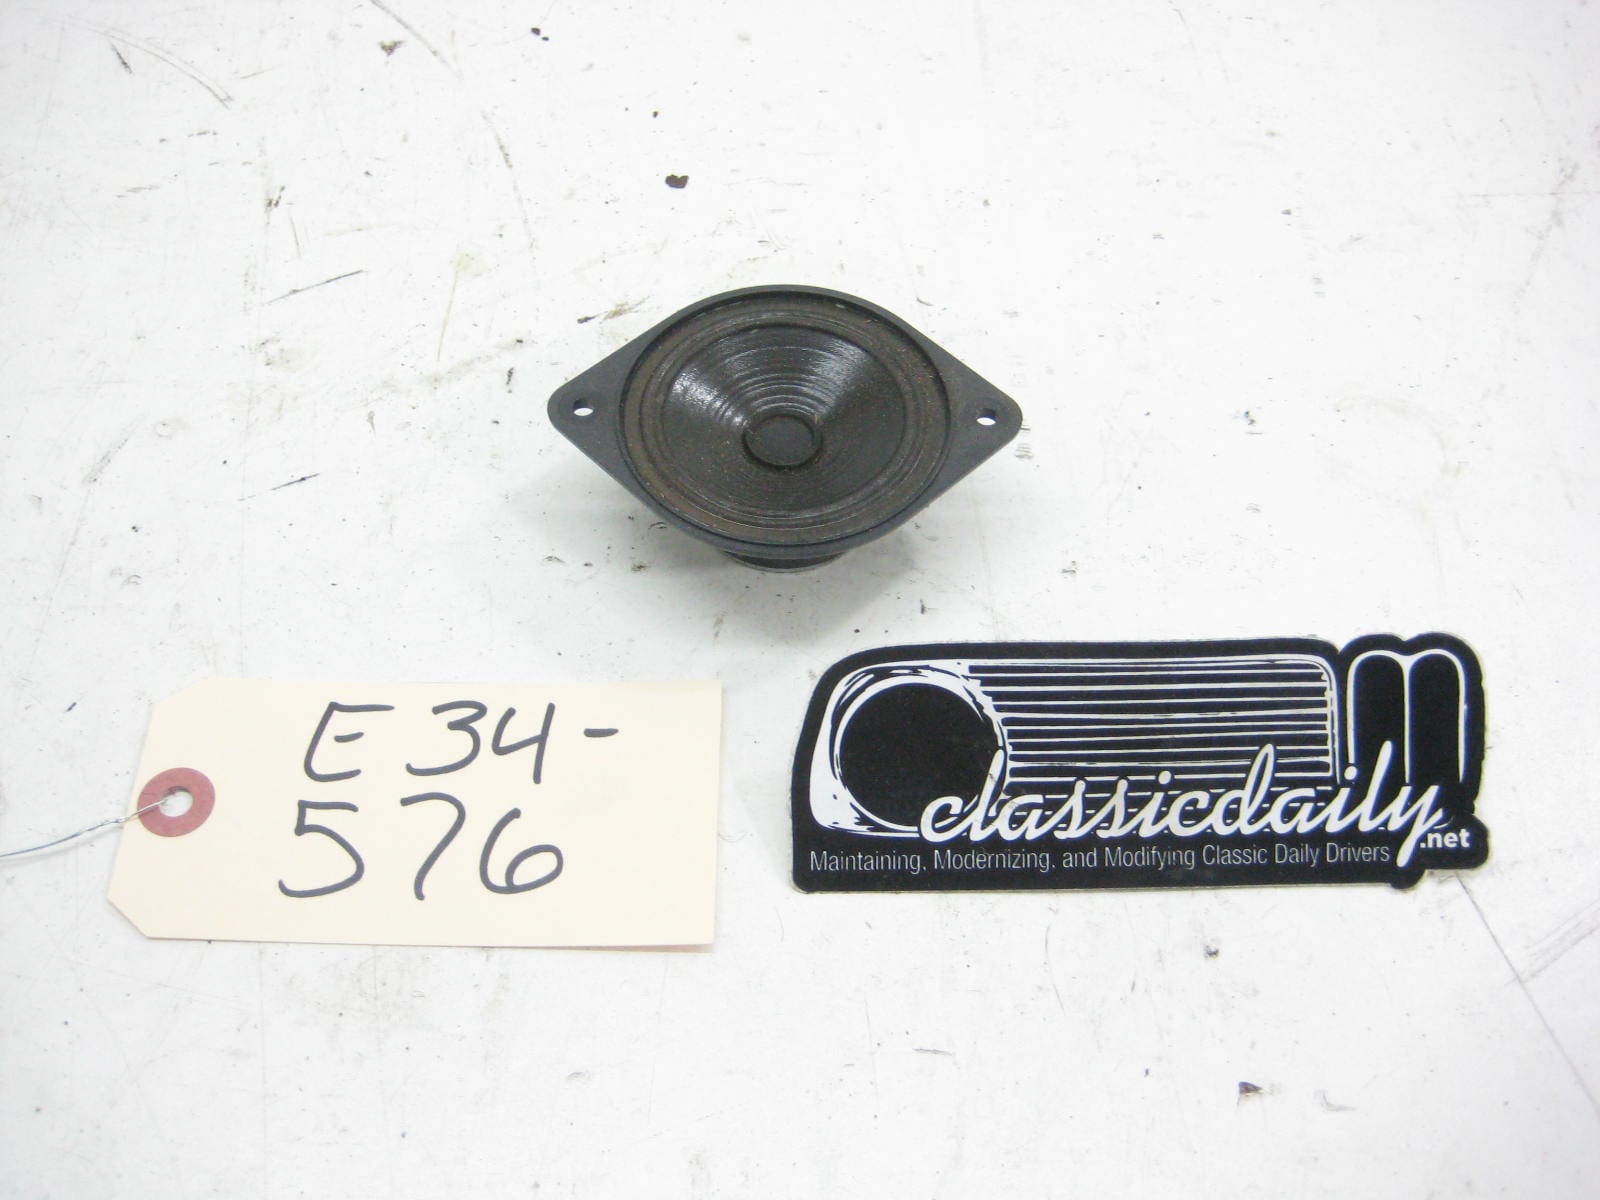 E34-
576
classicdaily.net
Maintaining, Modernizing, and Modifying Classic Daily Drivers